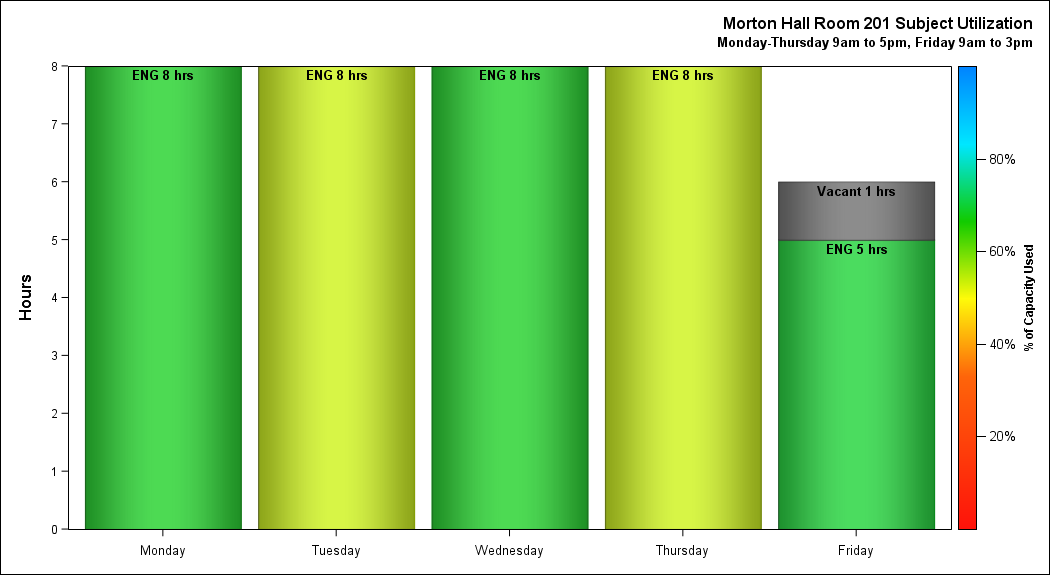 Morton Hall Room 201 Subject Utilization
Monday-Thursday 9am to 5pm, Friday 9am to 3pm
Hours
8
7
6
5
4
3
2
1
0
ENG 8 hrs
ENG 8 hrs
ENG 8 hrs
ENG 8 hrs
Vacant 1 hrs
ENG 5 hrs
Monday
Tuesday
Wednesday
Thursday
Friday
80%
60%
40%
20%
% of Capacity Used